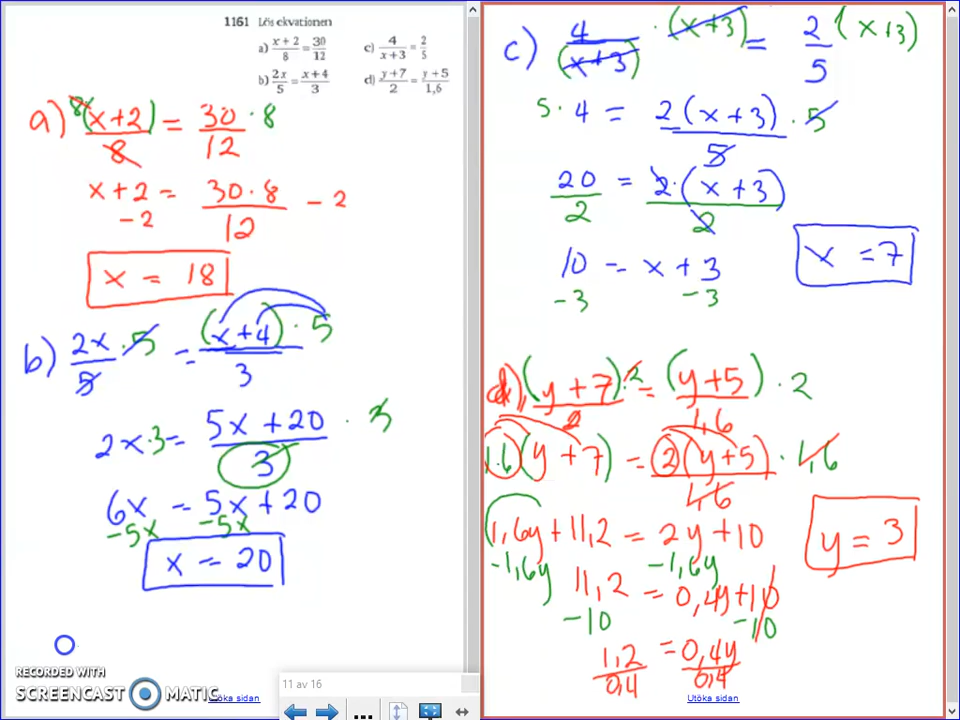 1161 Lös ekvationen
a) (x + 2)/8 = 30/12 c) 4/(x + 3) = 2/5
b) 2x/5 = (x + 4)/3 d) (y + 7)/2 = (y + 5)/1,6
a) 8(x+2)/8 = 30/12 · 8
x + 2 = 30·8/12 - 2
-2
x = 18
b) 2x/5 · 5 = (x+4)/3 · 5
2x·3 = 5x+20/3 · 3
6x = 5x+20
-5x -5x
x = 20
RECORDED WITH
SCREENCAST MATIC
Utöka sidan
11 av 16
c) 4/(x+3) · (x+3) = 2/5 (x+3)
5 · 4 = 2(x+3)/5 · 5
20/2 = 2·(x+3)/2
10 = x + 3
-3 -3
x = 7
d) (y+7)/2 · 2 = (y+5)/1,6 · 2
1.6(y+7) = 2(y+5)/1,6 · 1,6
1,6y + 11,2 = 2y + 10
-1,6y -1,6y
11,2 = 0,4y + 10
-10 -10
1,2/0,4 = 0,4y/0,4
y = 3
Utöka sidan